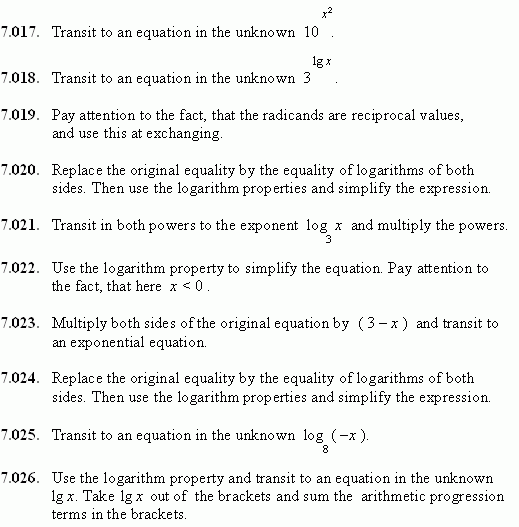 7.017. Transit to an equation in the unknown 10^(x^2).
7.018. Transit to an equation in the unknown 3^(lg x).
7.019. Pay attention to the fact, that the radicands are reciprocal values,
and use this at exchanging.
7.020. Replace the original equality by the equality of logarithms of both
sides. Then use the logarithm properties and simplify the expression.
7.021. Transit in both powers to the exponent log_3 x and multiply the powers.
7.022. Use the logarithm property to simplify the equation. Pay attention to
the fact, that here x < 0 .
7.023. Multiply both sides of the original equation by ( 3 – x ) and transit to
an exponential equation.
7.024. Replace the original equality by the equality of logarithms of both
sides. Then use the logarithm properties and simplify the expression.
7.025. Transit to an equation in the unknown log_8 ( –x ).
7.026. Use the logarithm property and transit to an equation in the unknown
lg x. Take lg x out of the brackets and sum the arithmetic progression
terms in the brackets.